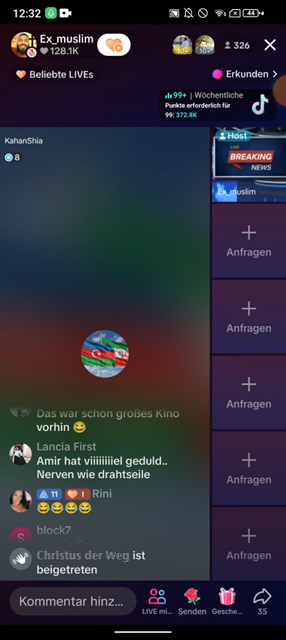 12:32
44
Ex_muslim
128.1K
326
Beliebte LIVEs
Erkunden
99+ | Wöchentliche
Punkte erforderlich für
99: 372.8K
KahanShia
8
Host
LIVE
BREAKING
NEWS
Ex_muslim
Anfragen
Anfragen
Anfragen
Anfragen
Anfragen
Das war schon großes Kino
vorhin 😂
Lancia First
Amir hat viiiiiiiiel geduld..
Nerven wie drahtseile
11 I Rini
😂😂😂😂
block7
Christus der Weg ist
beigetreten
Kommentar hinz...
LIVE mi...
Senden
Gesche...
35